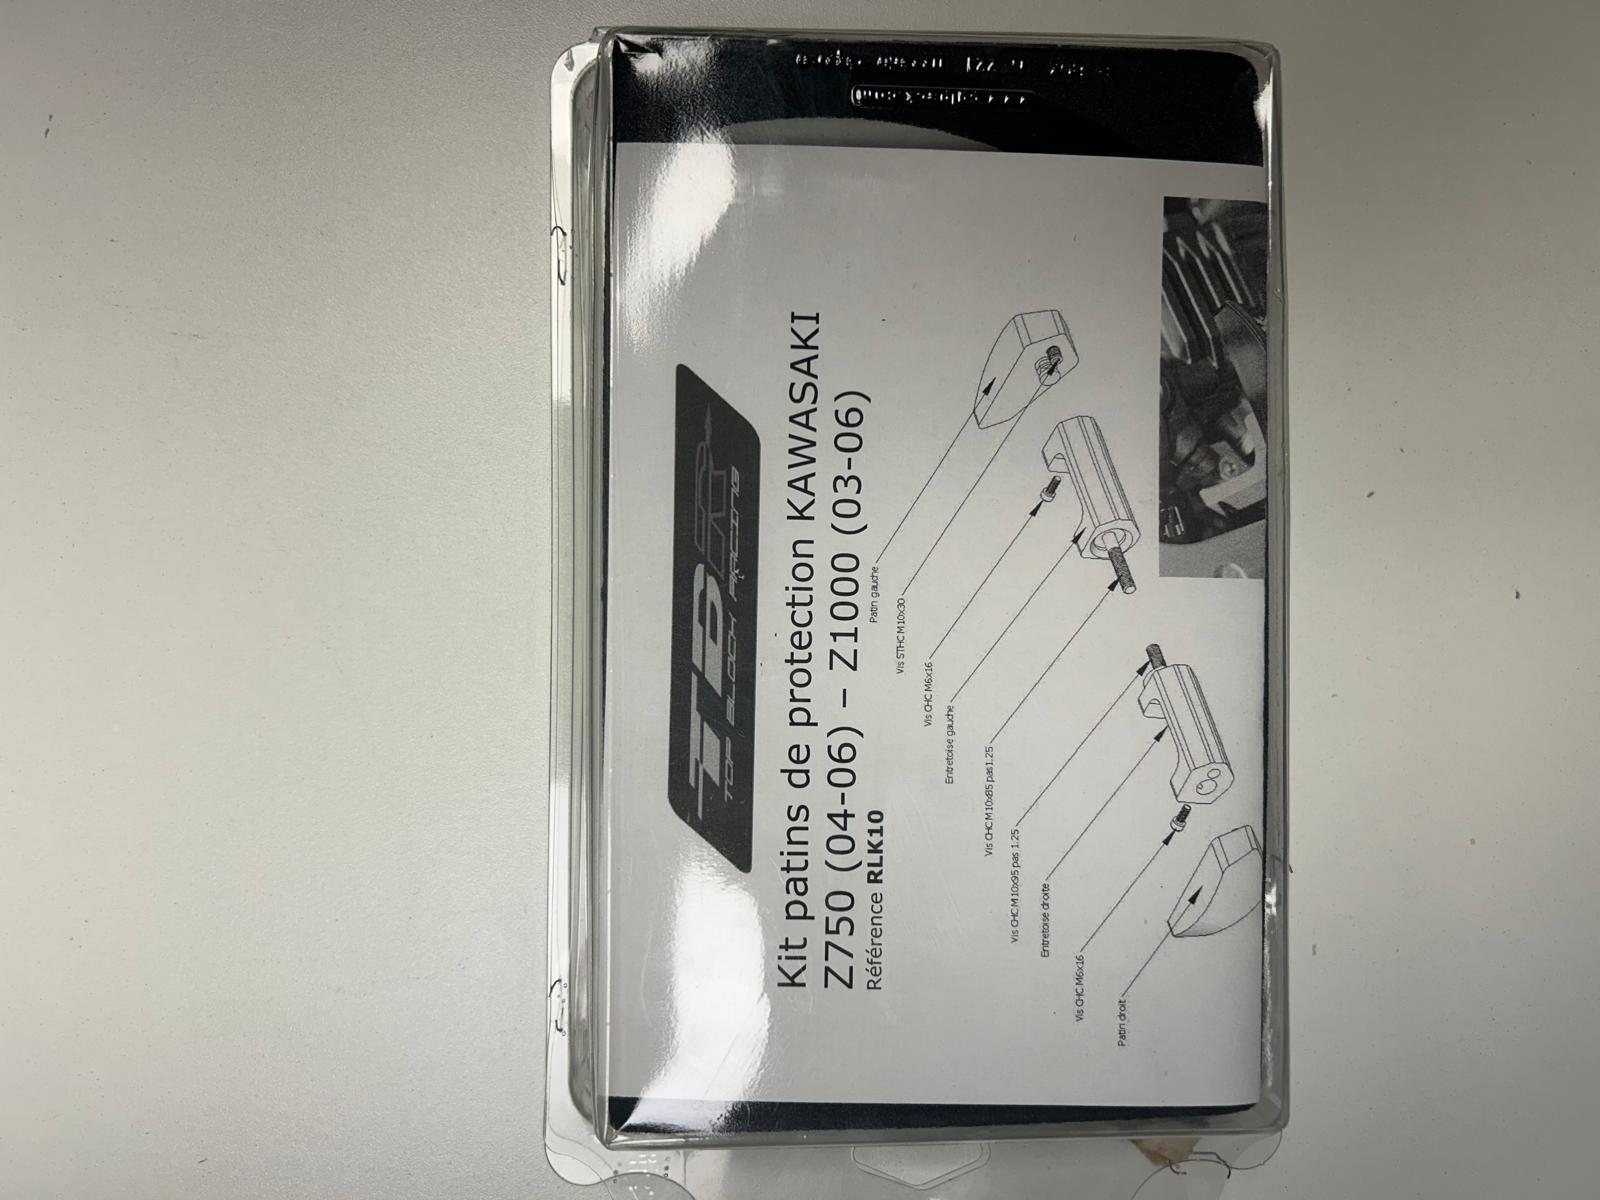 TOP BLOCK RACING
Kit patins de protection KAWASAKI
Z750 (04-06) – Z1000 (03-06)
Référence RLK10
Patin gauche
Vis STHC M10x30
Vis CHC M6x16
Entretoise gauche
Vis CHC M10x85 pas1.25
Vis CHC M10x95 pas 1.25
Entretoise droite
Vis CHC M6x16
Patin droit